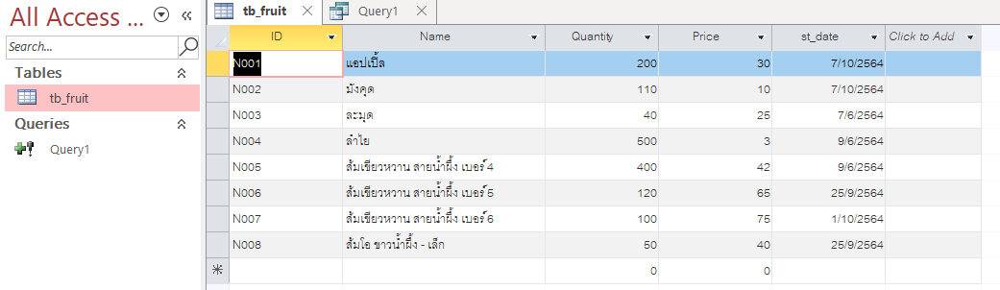 All Access ...
Search...
Tables
tb_fruit
Queries
Query1
tb_fruit Query1
ID Name Quantity Price st_date Click to Add
N001 แอปเปิ้ล 200 30 7/10/2564
N002 มังคุด 110 10 7/10/2564
N003 ละมุด 40 25 7/6/2564
N004 ลำไย 500 3 9/6/2564
N005 ส้มเขียวหวาน สายน้ำผึ้ง เบอร์ 4 400 42 9/6/2564
N006 ส้มเขียวหวาน สายน้ำผึ้ง เบอร์ 5 120 65 25/9/2564
N007 ส้มเขียวหวาน สายน้ำผึ้ง เบอร์ 6 100 75 1/10/2564
N008 ส้มโอ ขาวน้ำผึ้ง - เล็ก 50 40 25/9/2564
0 0